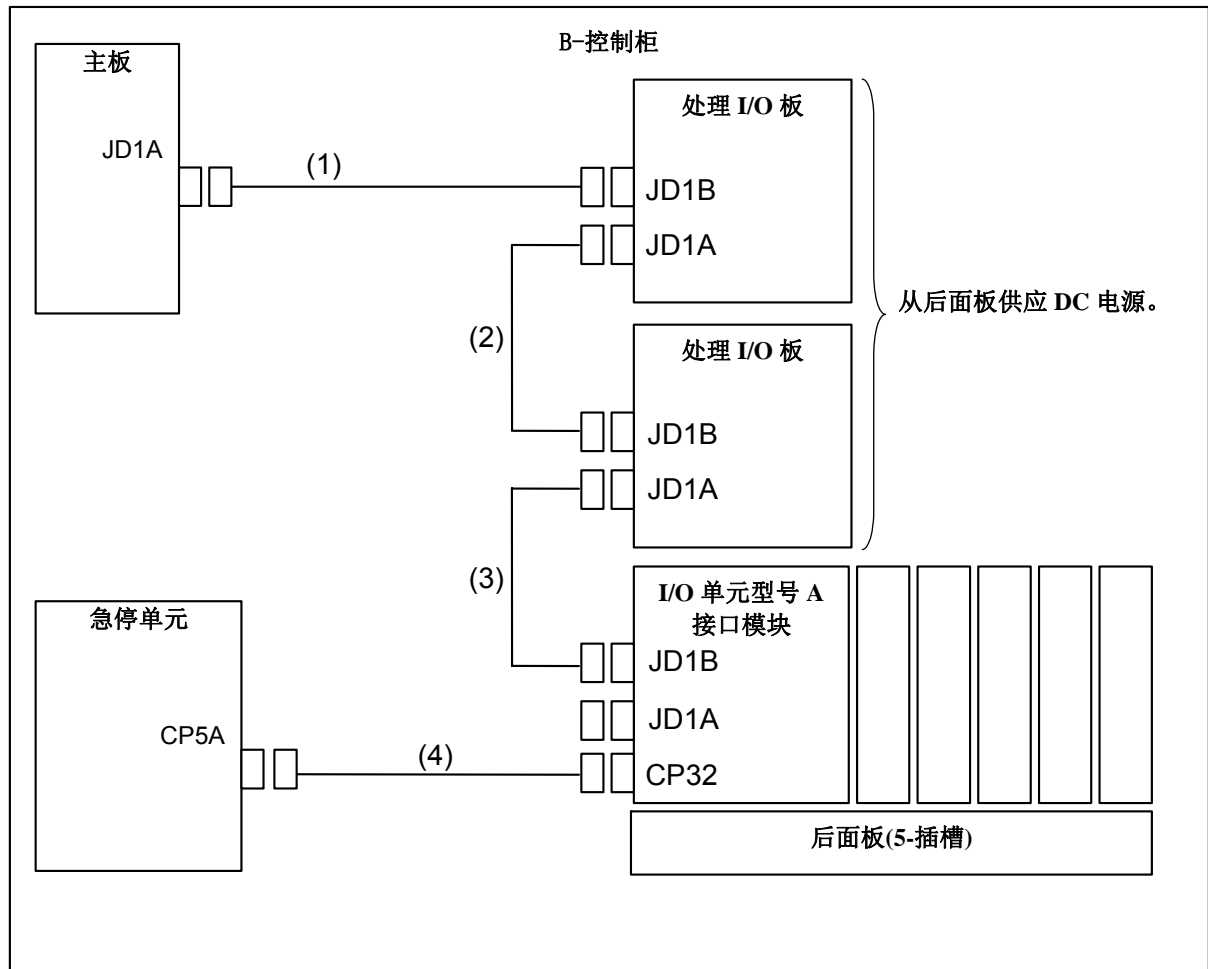 B-控制柜
主板
JD1A
(1)
处理 I/O 板
JD1B
JD1A
(2)
从后面板供应 DC 电源。
处理 I/O 板
JD1B
JD1A
(3)
I/O 单元型号 A
接口模块
JD1B
JD1A
CP32
急停单元
CP5A
(4)
后面板(5-插槽)